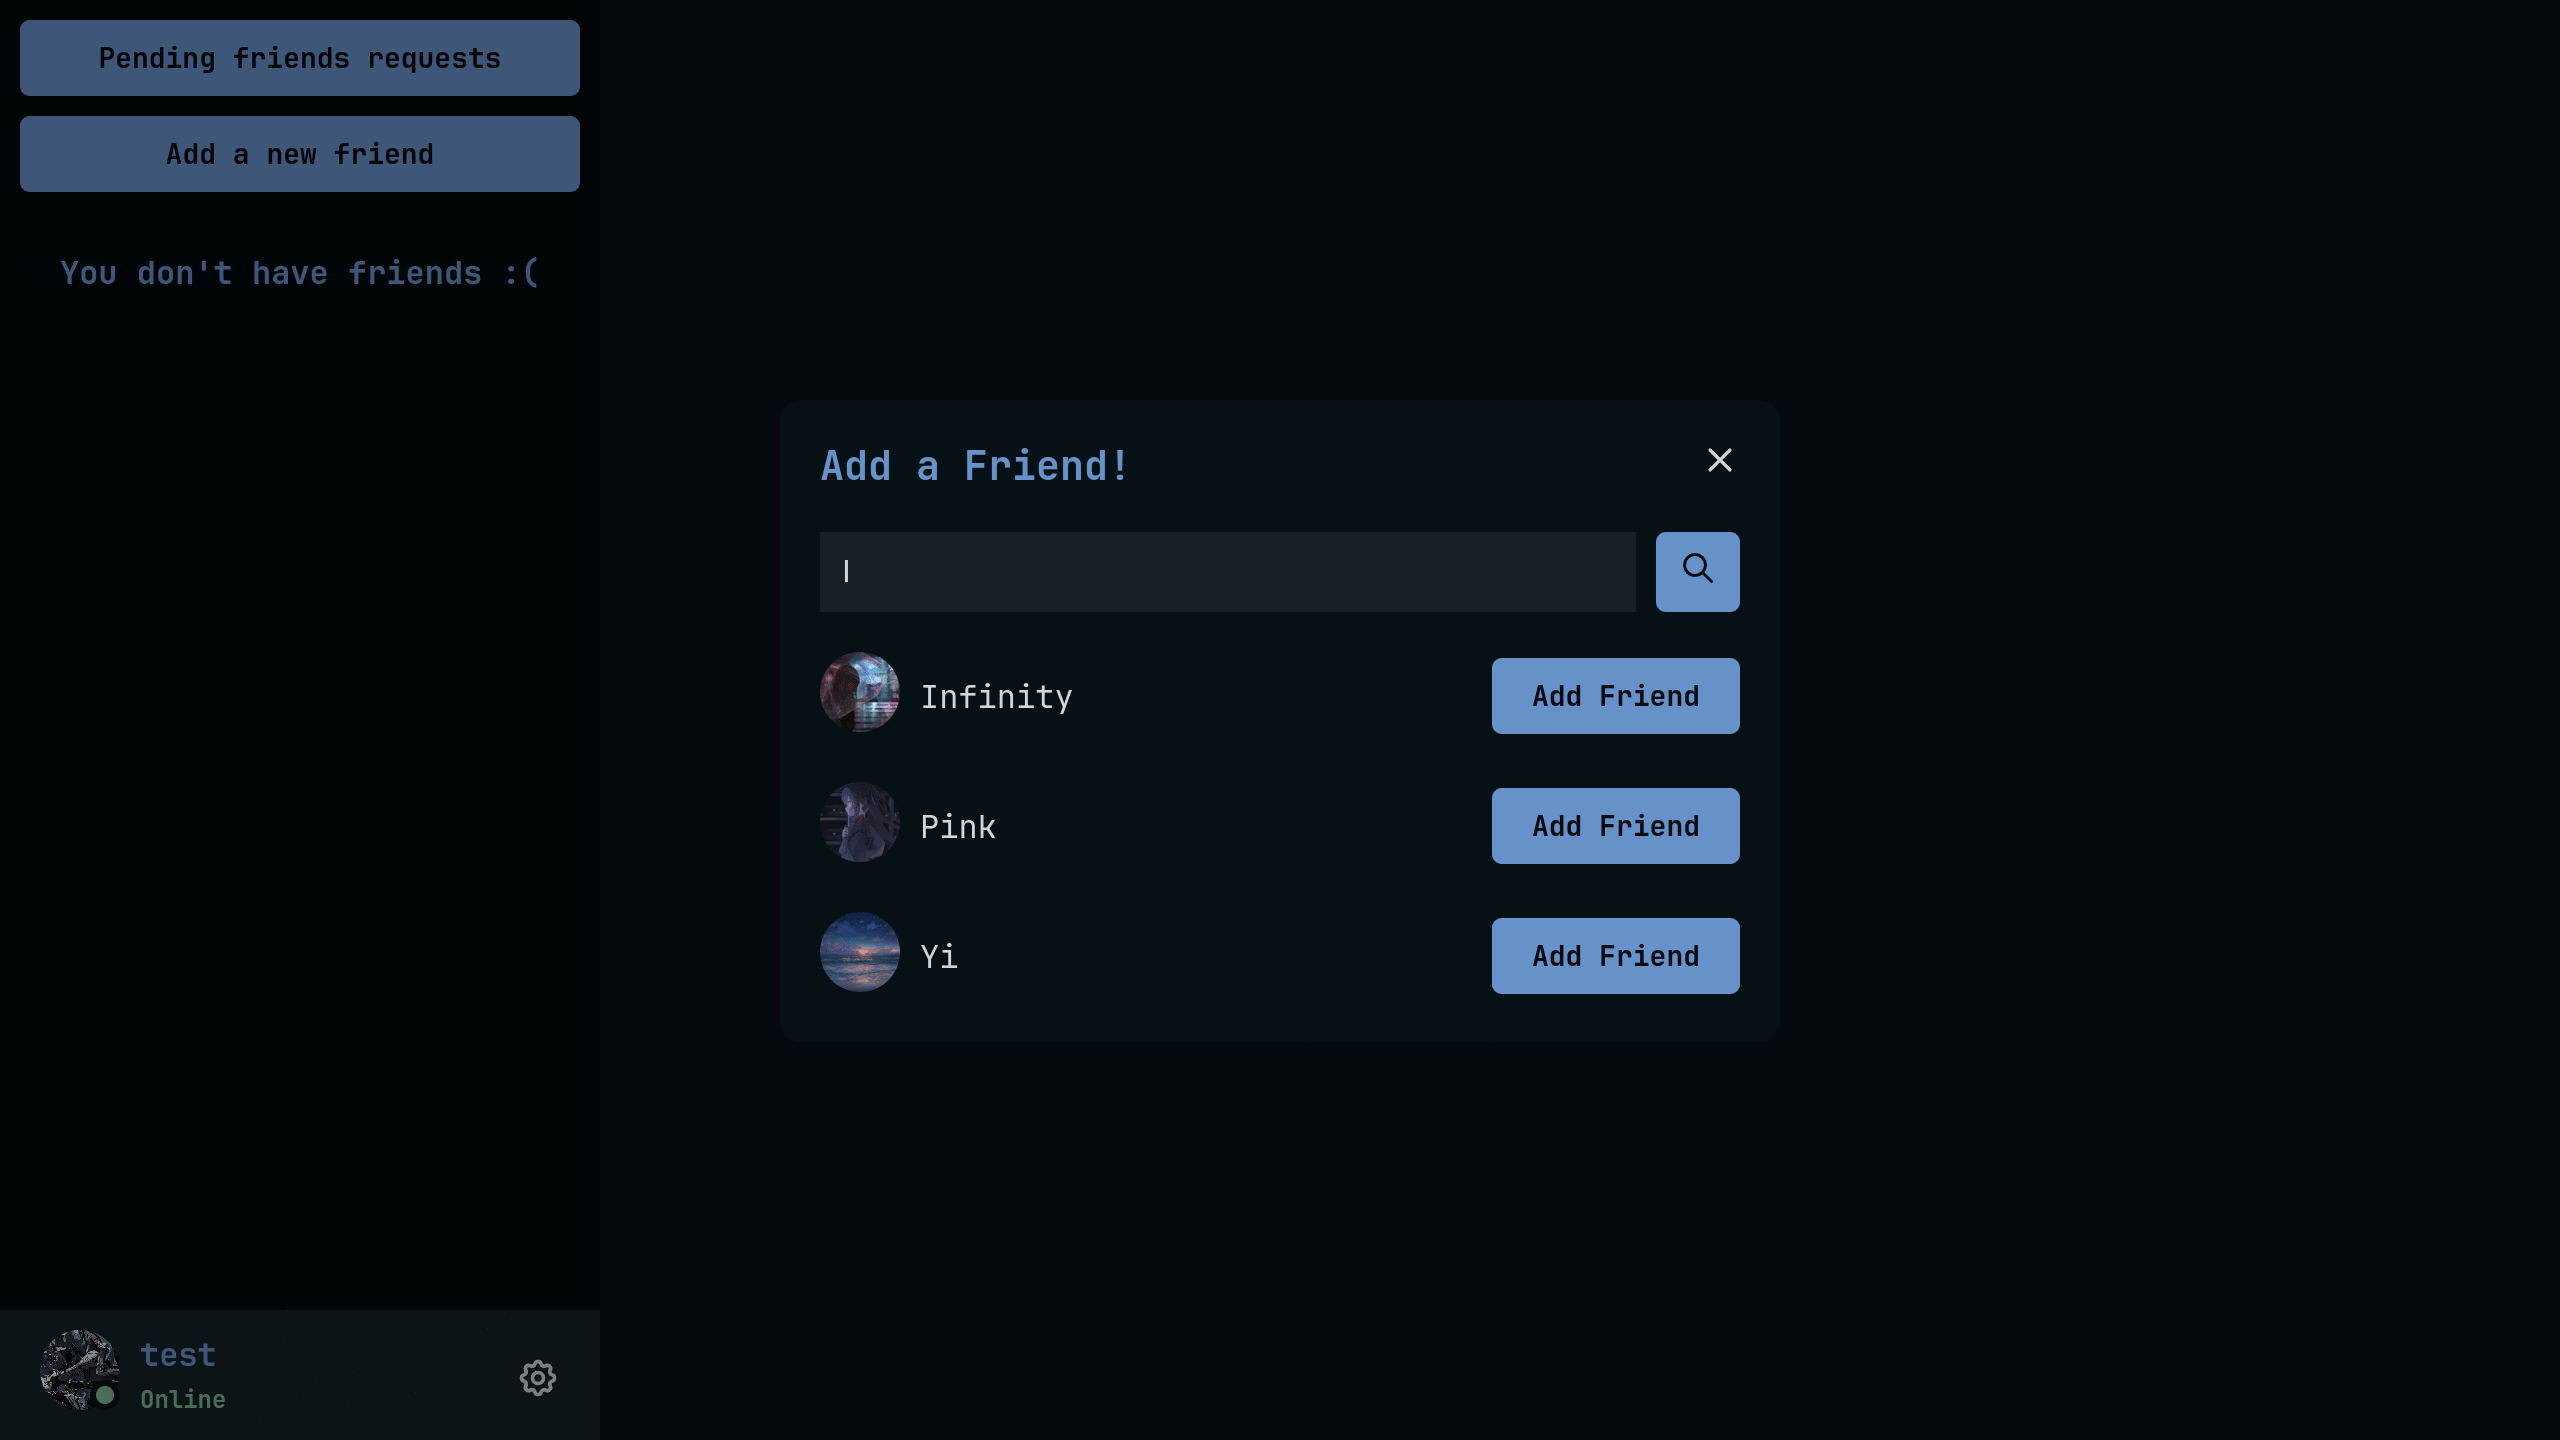 Pending friends requests
Add a new friend
You don't have friends :(
Add a Friend!
Infinity
Add Friend
Pink
Add Friend
Yi
Add Friend
test
Online